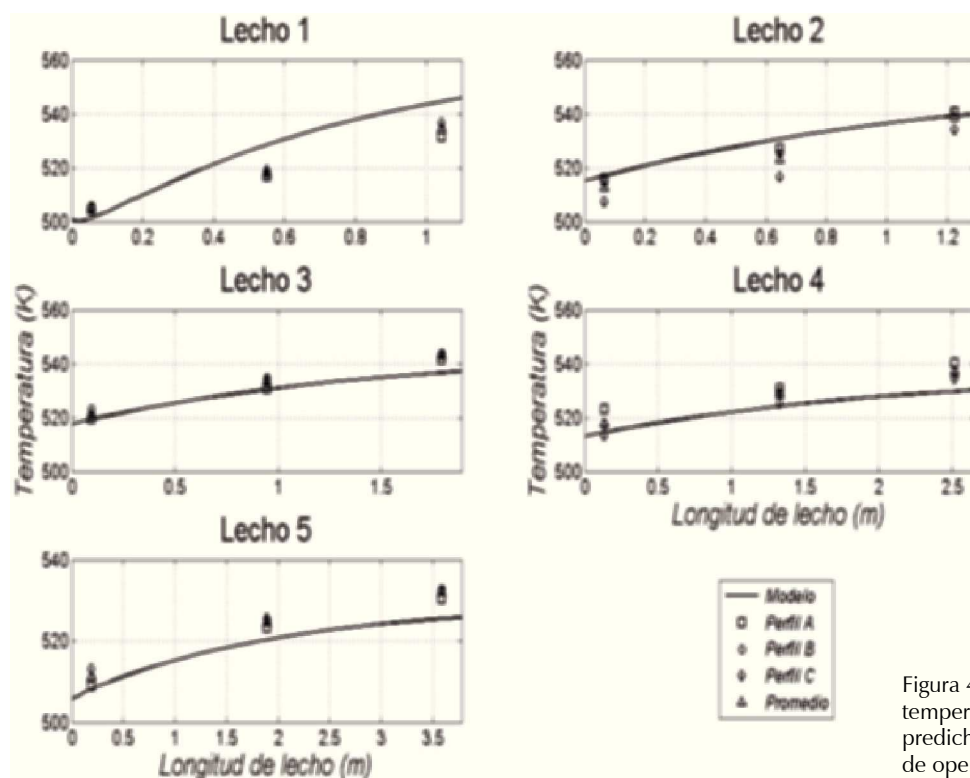 Lecho 1
560
540
520
500
0 0.2 0.4 0.6 0.8 1
Lecho 2
560
540
520
500
0 0.2 0.4 0.6 0.8 1 1.2
Lecho 3
Temperatura (K)
560
540
520
500
0 0.5 1 1.5
Lecho 4
Temperatura (K)
560
540
520
500
0 0.5 1 1.5 2 2.5
Longitud de lecho (m)
Lecho 5
540
520
500
0 0.5 1 1.5 2 2.5 3 3.5
Longitud de lecho (m)
Modelo
Perfil A
Perfil B
Perfil C
Promedio
Figura 4
temper
predich
de ope